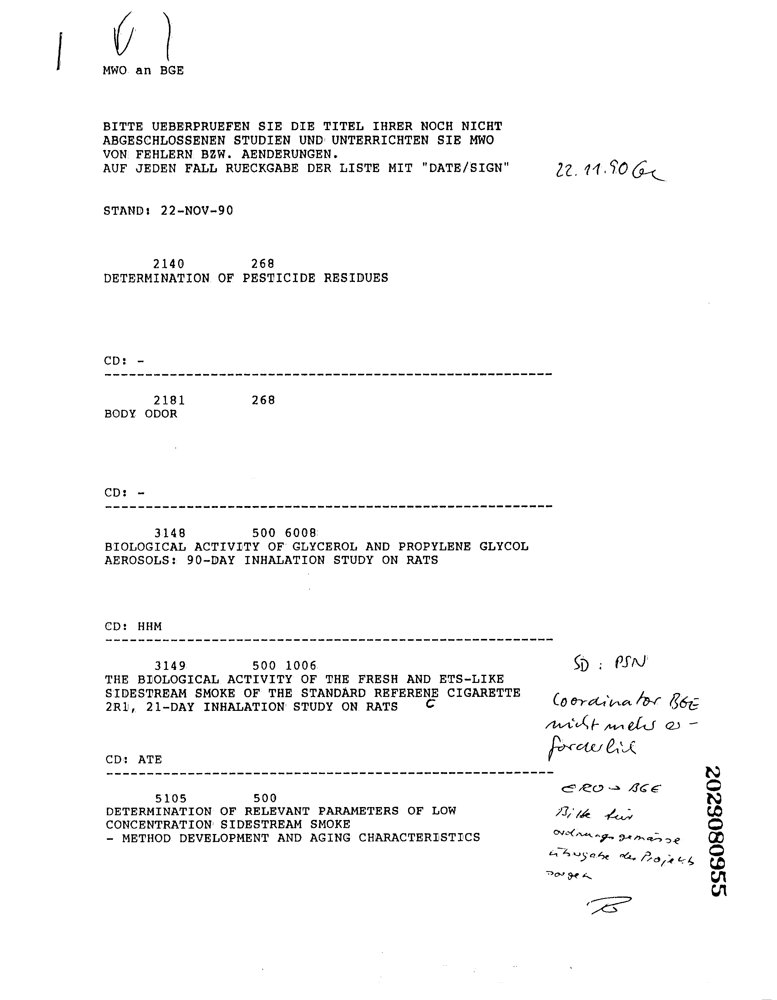 MWO an BGE
BITTE UEBERPRUEFEN SIE DIE TITEL IHRER NOCH NICHT
ABGESCHLOSSENEN STUDIEN UND UNTERRICHTEN SIE MWO
VON FEHLERN BZW. AENDERUNGEN.
AUF JEDEN FALL RUECKGABE DER LISTE MIT "DATE/SIGN"
22.11.90
STAND: 22-NOV-90
2140 268
DETERMINATION OF PESTICIDE RESIDUES
CD: -
2181 268
BODY ODOR
CD: -
3148 500 6008
BIOLOGICAL ACTIVITY OF GLYCEROL AND PROPYLENE GLYCOL
AEROSOLS: 90-DAY INHALATION STUDY ON RATS
CD: HHM
3149 500 1006
THE BIOLOGICAL ACTIVITY OF THE FRESH AND ETS-LIKE
SIDESTREAM SMOKE OF THE STANDARD REFERENE CIGARETTE
C
2R1, 21-DAY INHALATION STUDY ON RATS
CD: ATE
SD: PSN
Coordinator BGE
nicht mehr er-
forderlich
5105 500
DETERMINATION OF RELEVANT PARAMETERS OF LOW
CONCENTRATION SIDESTREAM SMOKE
- METHOD DEVELOPMENT AND AGING CHARACTERISTICS
ERO → BGE
Bitte für
ordnungsgemässe
Übergabe des Projekts
sorgen
2029080955